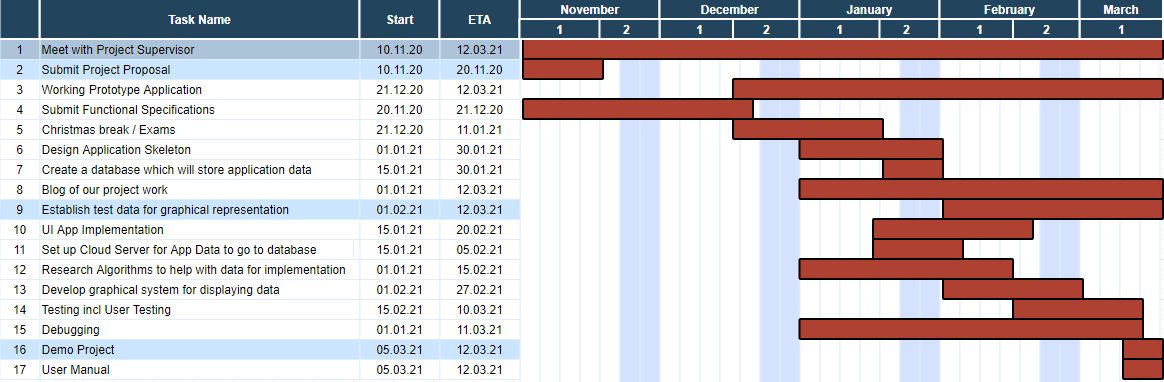 Task Name Start ETA November December January February March
1 2 1 2 1 2 1 2 1
1 Meet with Project Supervisor 10.11.20 12.03.21
2 Submit Project Proposal 10.11.20 20.11.20
3 Working Prototype Application 21.12.20 12.03.21
4 Submit Functional Specifications 20.11.20 21.12.20
5 Christmas break / Exams 21.12.20 11.01.21
6 Design Application Skeleton 01.01.21 30.01.21
7 Create a database which will store application data 15.01.21 30.01.21
8 Blog of our project work 01.01.21 12.03.21
9 Establish test data for graphical representation 01.02.21 12.03.21
10 UI App Implementation 15.01.21 20.02.21
11 Set up Cloud Server for App Data to go to database 15.01.21 05.02.21
12 Research Algorithms to help with data for implementation 01.01.21 15.02.21
13 Develop graphical system for displaying data 01.02.21 27.02.21
14 Testing incl User Testing 15.02.21 10.03.21
15 Debugging 01.01.21 11.03.21
16 Demo Project 05.03.21 12.03.21
17 User Manual 05.03.21 12.03.21